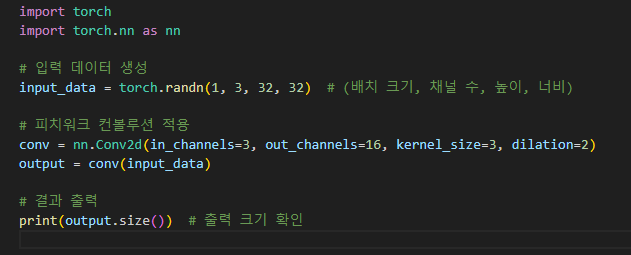 import torch
import torch.nn as nn
# 입력 데이터 생성
input_data = torch.randn(1, 3, 32, 32)  # (배치 크기, 채널 수, 높이, 너비)
# 피치워크 컨볼루션 적용
conv = nn.Conv2d(in_channels=3, out_channels=16, kernel_size=3, dilation=2)
output = conv(input_data)
# 결과 출력
print(output.size())  # 출력 크기 확인